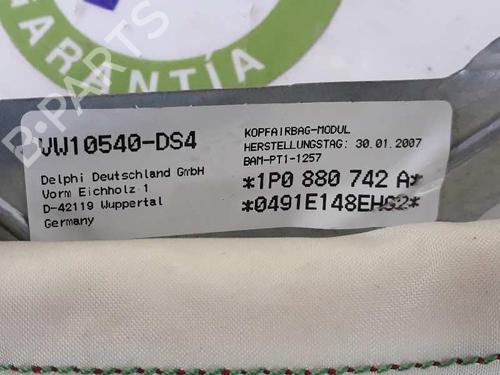 GARANTÍA
B-PARTS
VW10540-DS4
Delphi Deutschland GmbH
Vorm Eichholz 1
D-42119 Wuppertal
Germany
KOPFAIRBAG-MODUL
HERSTELLUNGSTAG: 30.01.2007
BAM-PT1-1257
*1P0 880 742 A*
*0491E148EHG2*